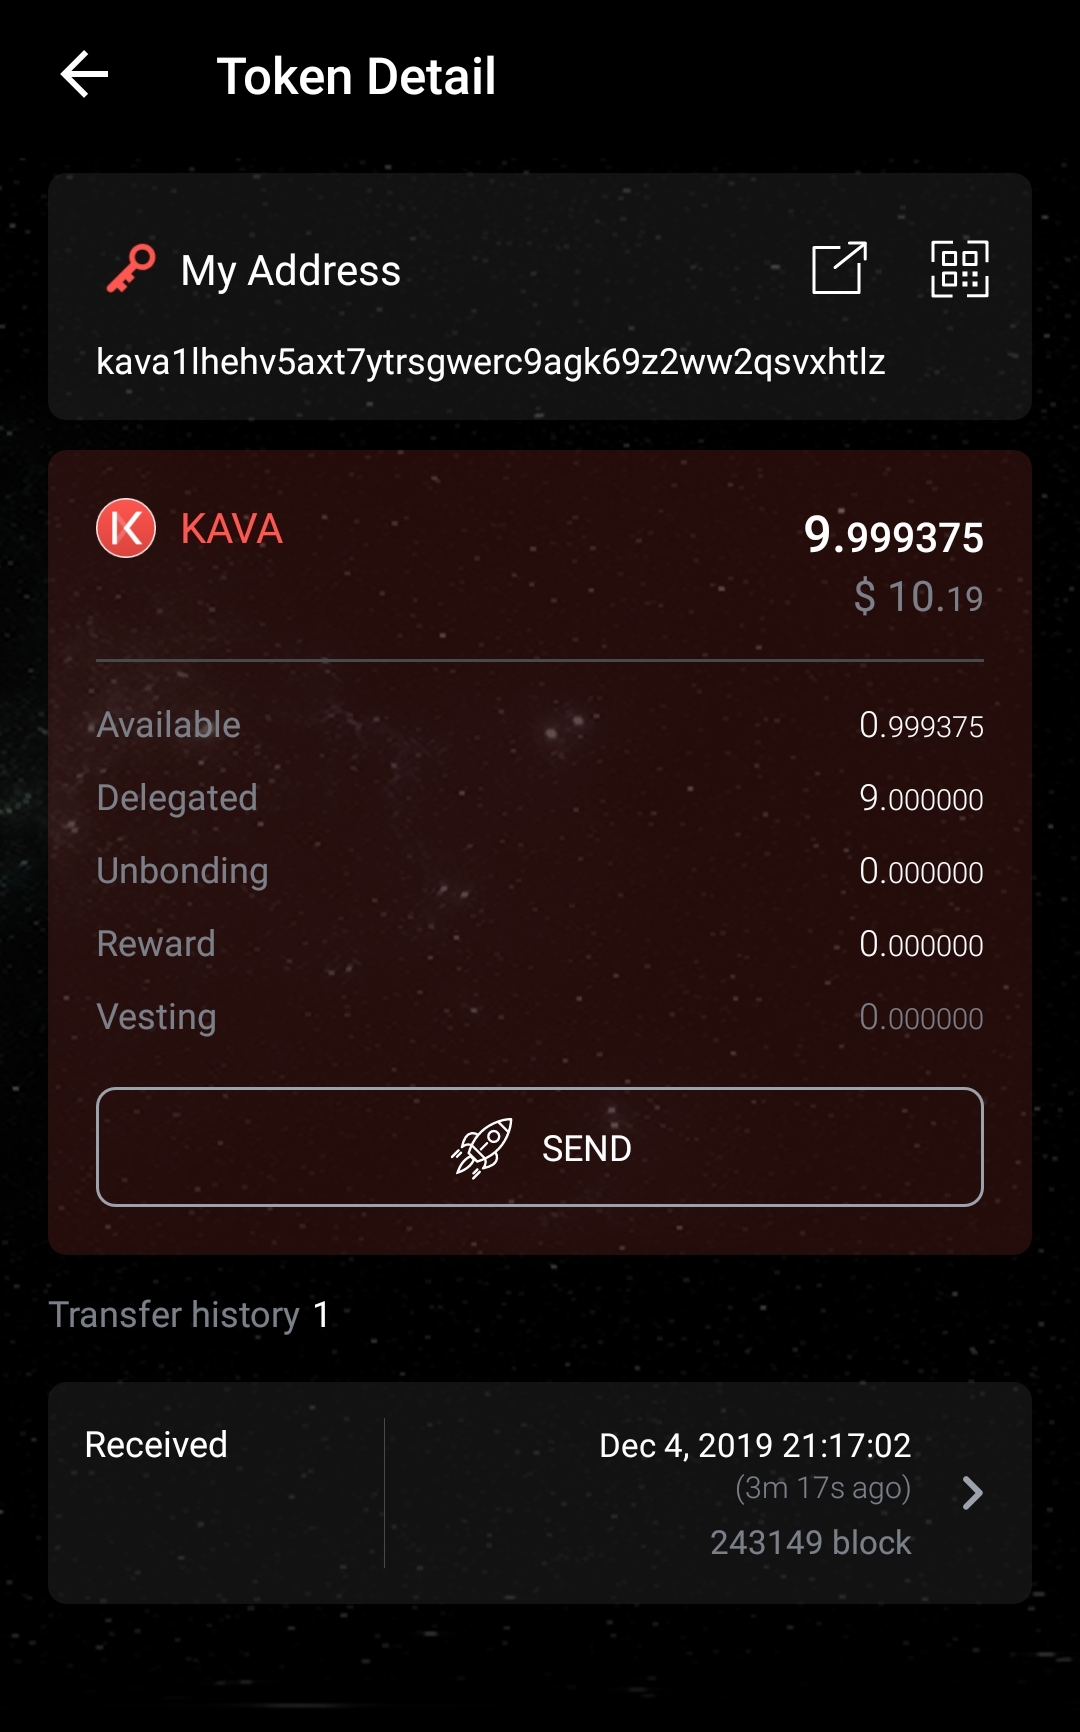 Token Detail
My Address
kava1lhehv5axt7ytrsgwerc9agk69z2ww2qsvxhtlz
KAVA 9.999375
$ 10.19
Available 0.999375
Delegated 9.000000
Unbonding 0.000000
Reward 0.000000
Vesting 0.000000
SEND
Transfer history 1
Received Dec 4, 2019 21:17:02
(3m 17s ago)
243149 block